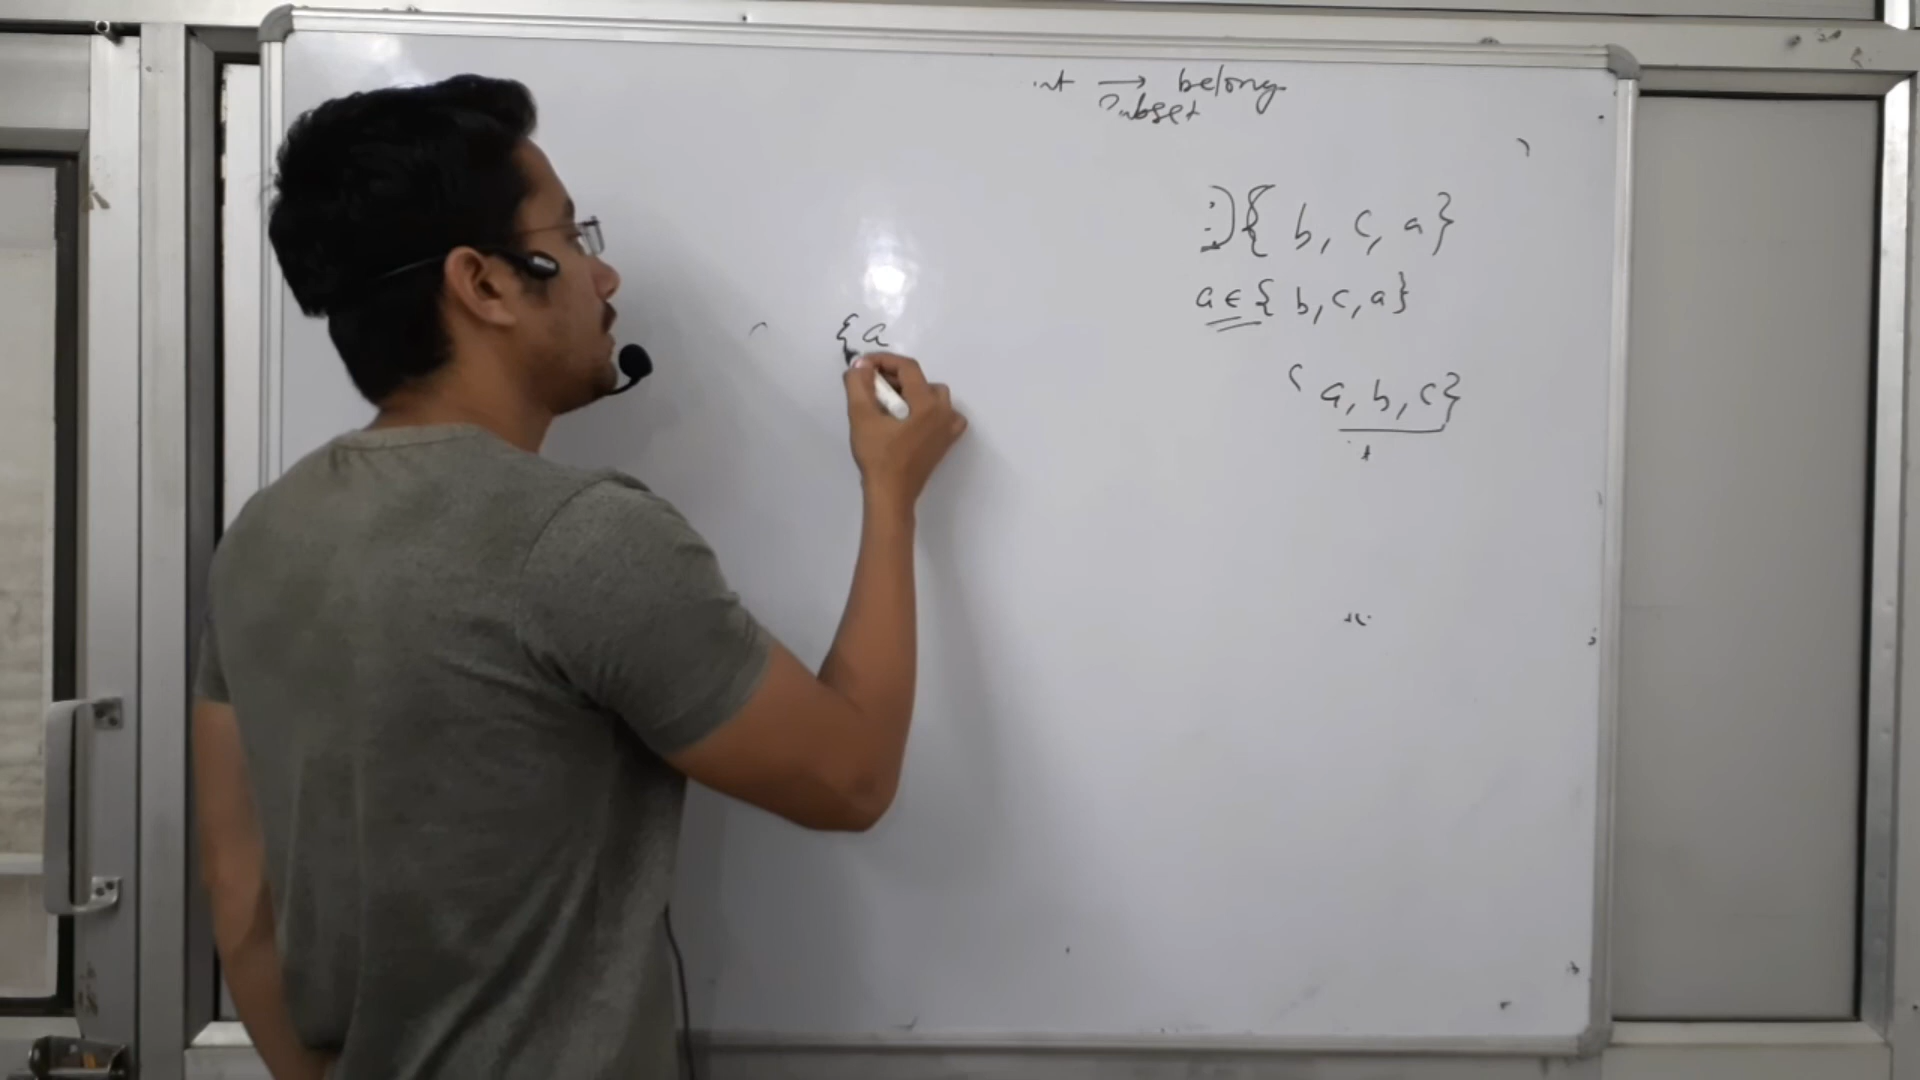 int → belong
subset
{ b, c, a}
a ∈ { b, c, a}
{a
a, b, c}